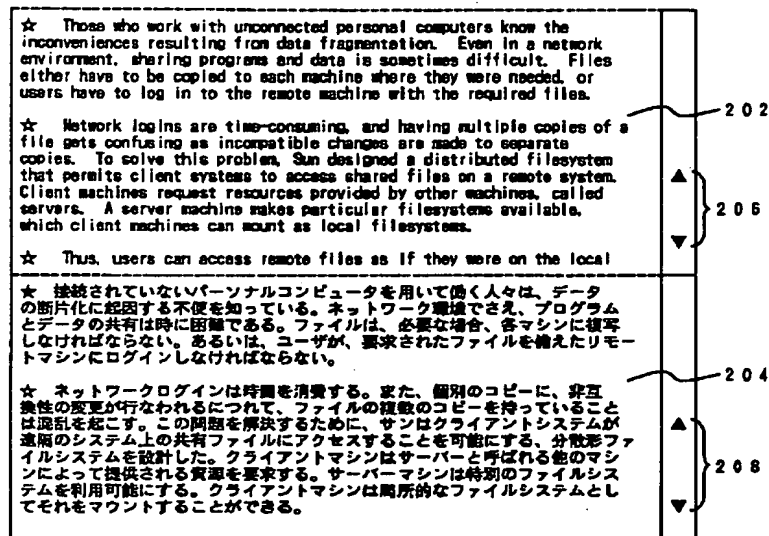 ☆ Those who work with unconnected personal computers know the
inconveniences resulting from data fragmentation. Even in a network
environment, sharing programs and data is sometimes difficult. Files
either have to be copied to each machine where they were needed, or
users have to log in to the remote machine with the required files.
202
☆ Network logins are time-consuming, and having multiple copies of a
file gets confusing as incompatible changes are made to separate
copies. To solve this problem, Sun designed a distributed filesystem
that permits client systems to access shared files on a remote system.
Client machines request resources provided by other machines, called
servers. A server machine makes particular filesystems available,
which client machines can mount as local filesystems.
▲
206
▼
☆ Thus, users can access remote files as if they were on the local
☆ 接続されていないパーソナルコンピュータを用いて働く人々は、データ
の断片化に起因する不便を知っている。ネットワーク環境でさえ、プログラム
とデータの共有は時に困難である。ファイルは、必要な場合、各マシンに複写
しなければならない。あるいは、ユーザが、要求されたファイルを備えたリモー
トマシンにログインしなければならない。
204
☆ ネットワークログインは時間を消費する。また、個別のコピーに、非互
換性の変更が行なわれるにつれて、ファイルの複数のコピーを持っていること
は混乱を起こす。この問題を解決するために、サンはクライアントシステムが
遠隔のシステム上の共有ファイルにアクセスすることを可能にする、分散形ファ
イルシステムを設計した。クライアントマシンはサーバーと呼ばれる他のマシ
ンによって提供される資源を要求する。サーバーマシンは特別のファイルシス
テムを利用可能にする。クライアントマシンは局所的なファイルシステムとし
てそれをマウントすることができる。
▲
208
▼